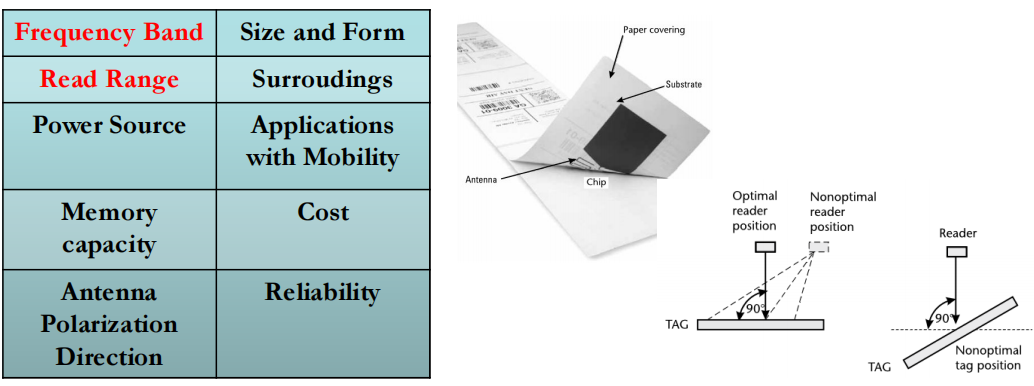 Frequency Band
Size and Form
Read Range
Surroudings
Power Source
Applications
with Mobility
Memory
capacity
Cost
Antenna
Polarization
Direction
Reliability
Paper covering
Substrate
Antenna
Chip
Optimal
reader
position
Nonoptimal
reader
position
90°
TAG
Reader
90°
Nonoptimal
tag position
TAG